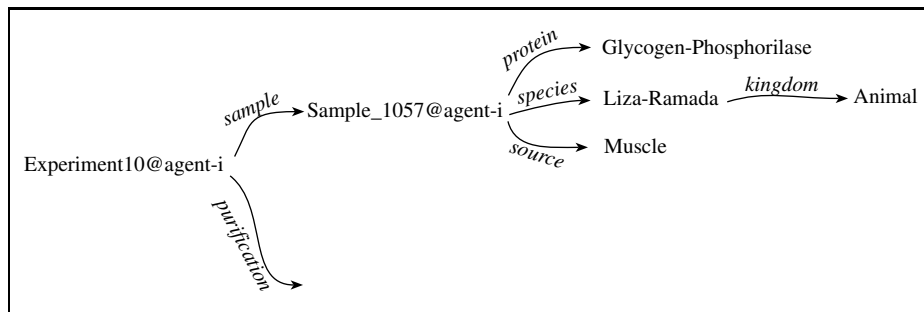 protein
Glycogen-Phosphorilase
sample
Sample_1057@agent-i
species
Liza-Ramada
kingdom
Animal
source
Muscle
Experiment10@agent-i
purification